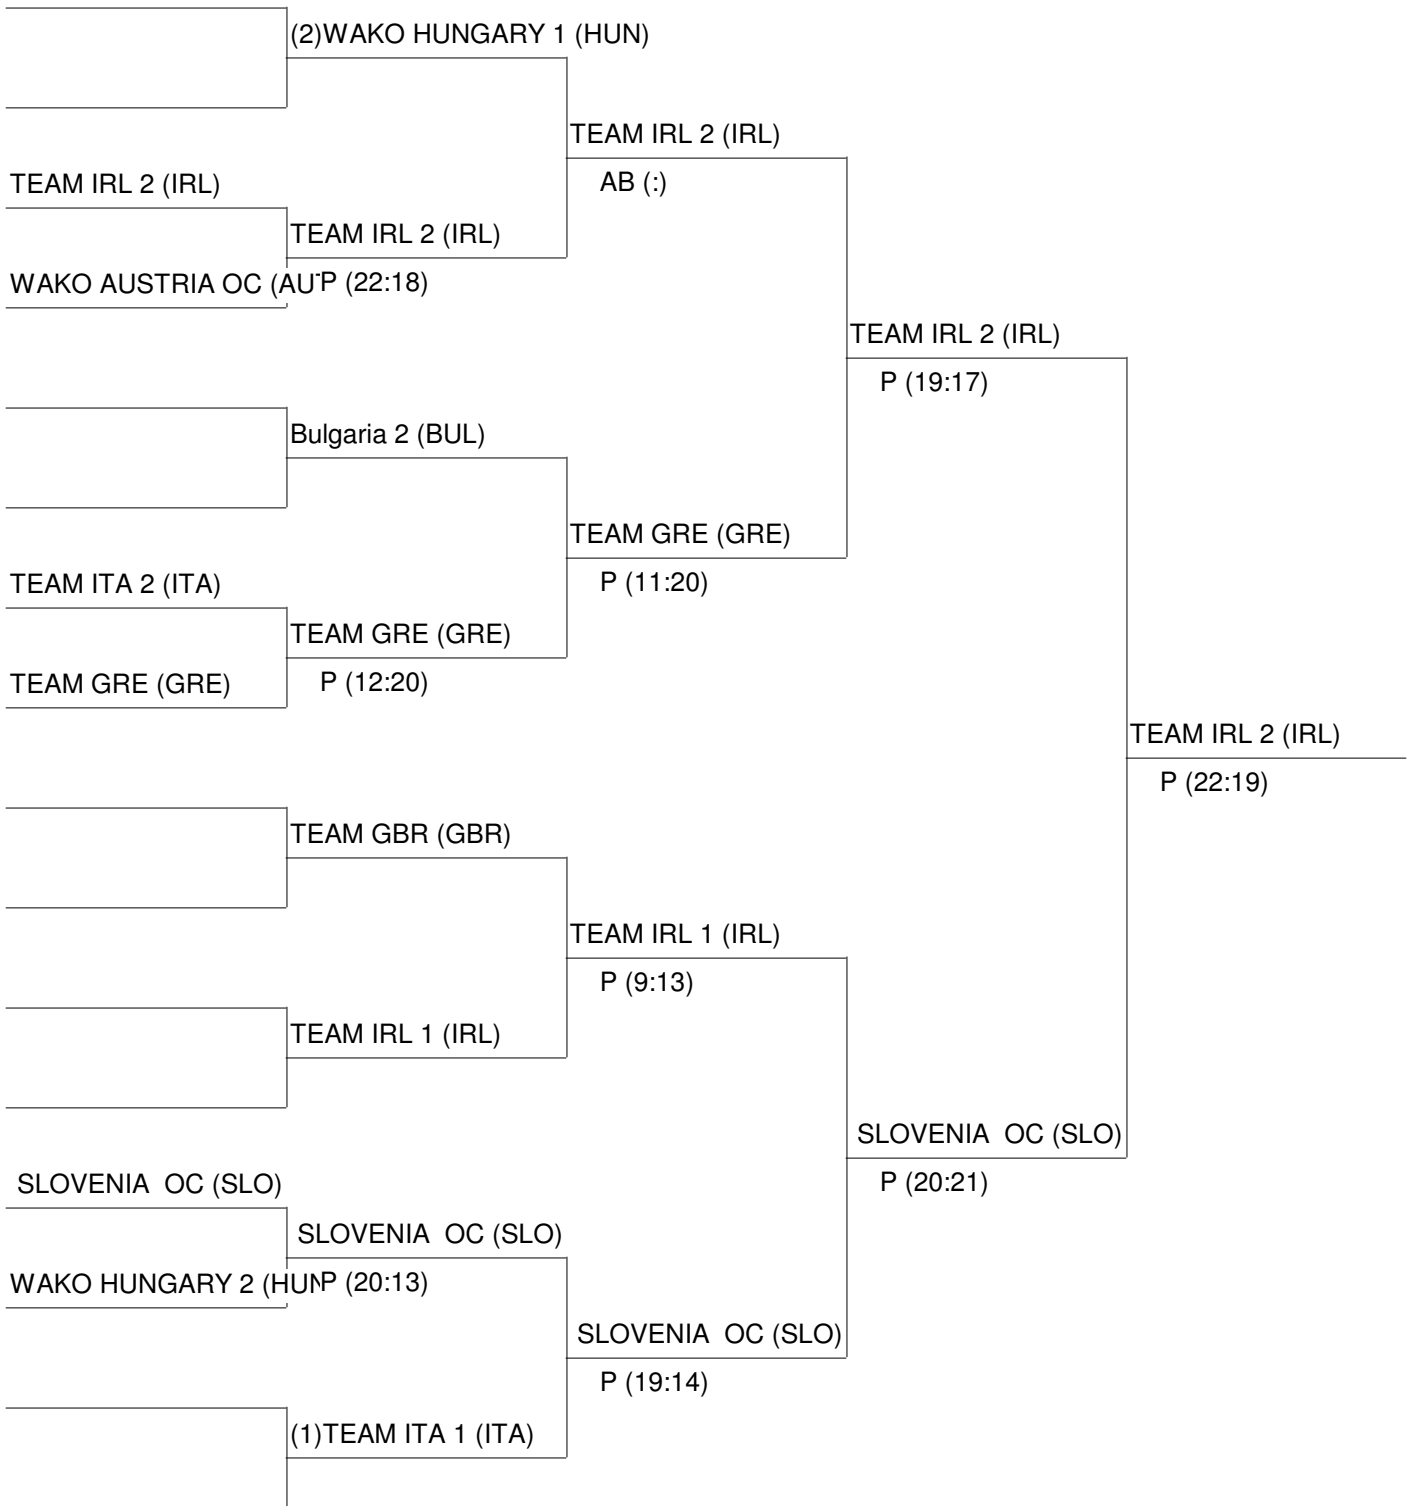 (2)WAKO HUNGARY 1 (HUN)
TEAM IRL 2 (IRL)
AB (:)
TEAM IRL 2 (IRL)
TEAM IRL 2 (IRL)
WAKO AUSTRIA OC (AUT
P (22:18)
TEAM IRL 2 (IRL)
P (19:17)
Bulgaria 2 (BUL)
TEAM GRE (GRE)
P (11:20)
TEAM ITA 2 (ITA)
TEAM GRE (GRE)
TEAM GRE (GRE)
P (12:20)
TEAM IRL 2 (IRL)
P (22:19)
TEAM GBR (GBR)
TEAM IRL 1 (IRL)
P (9:13)
TEAM IRL 1 (IRL)
SLOVENIA OC (SLO)
P (20:21)
SLOVENIA OC (SLO)
SLOVENIA OC (SLO)
WAKO HUNGARY 2 (HUN
P (20:13)
SLOVENIA OC (SLO)
P (19:14)
(1)TEAM ITA 1 (ITA)